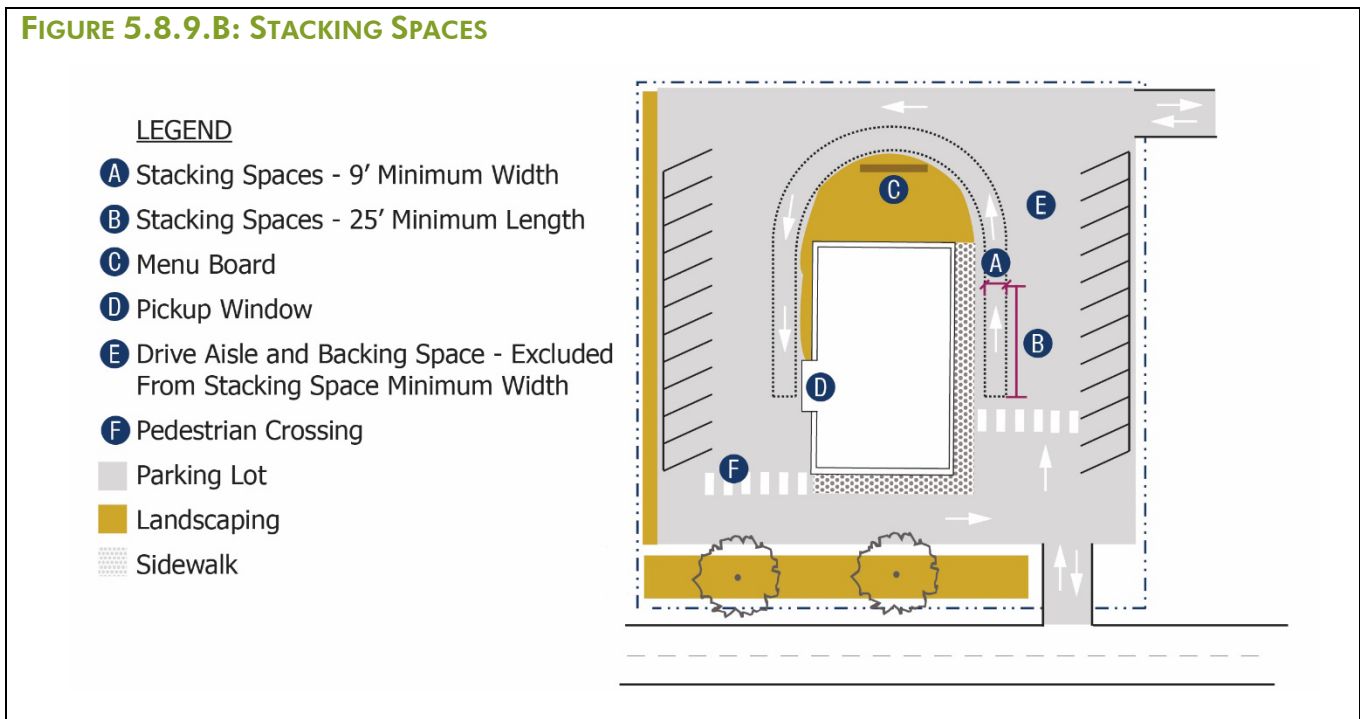 FIGURE 5.8.9.B: STACKING SPACES
LEGEND
A Stacking Spaces - 9’ Minimum Width
B Stacking Spaces - 25’ Minimum Length
C Menu Board
D Pickup Window
E Drive Aisle and Backing Space - Excluded
From Stacking Space Minimum Width
F Pedestrian Crossing
Parking Lot
Landscaping
Sidewalk
C
E
A
B
D
F